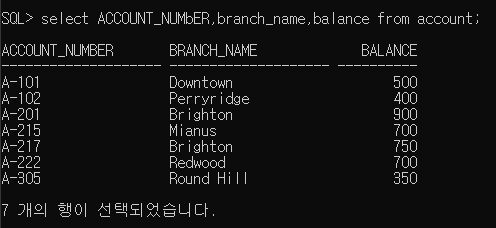 SQL> select ACCOUNT_NUMbER,branch_name,balance from account;
ACCOUNT_NUMBER BRANCH_NAME BALANCE
-------------------- -------------------- ----------
A-101 Downtown 500
A-102 Perryridge 400
A-201 Brighton 900
A-215 Mianus 700
A-217 Brighton 750
A-222 Redwood 700
A-305 Round Hill 350
7 개의 행이 선택되었습니다.